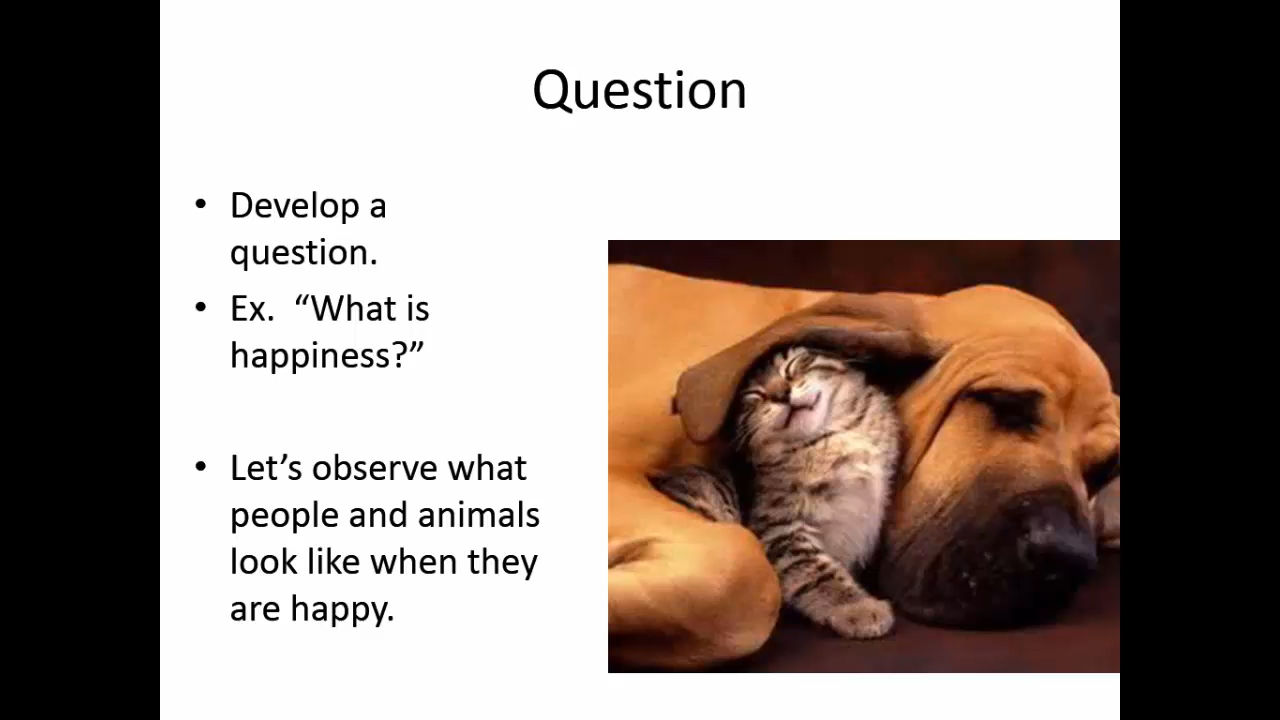 Question
• Develop a
question.
• Ex.  “What is
happiness?”
• Let’s observe what
people and animals
look like when they
are happy.